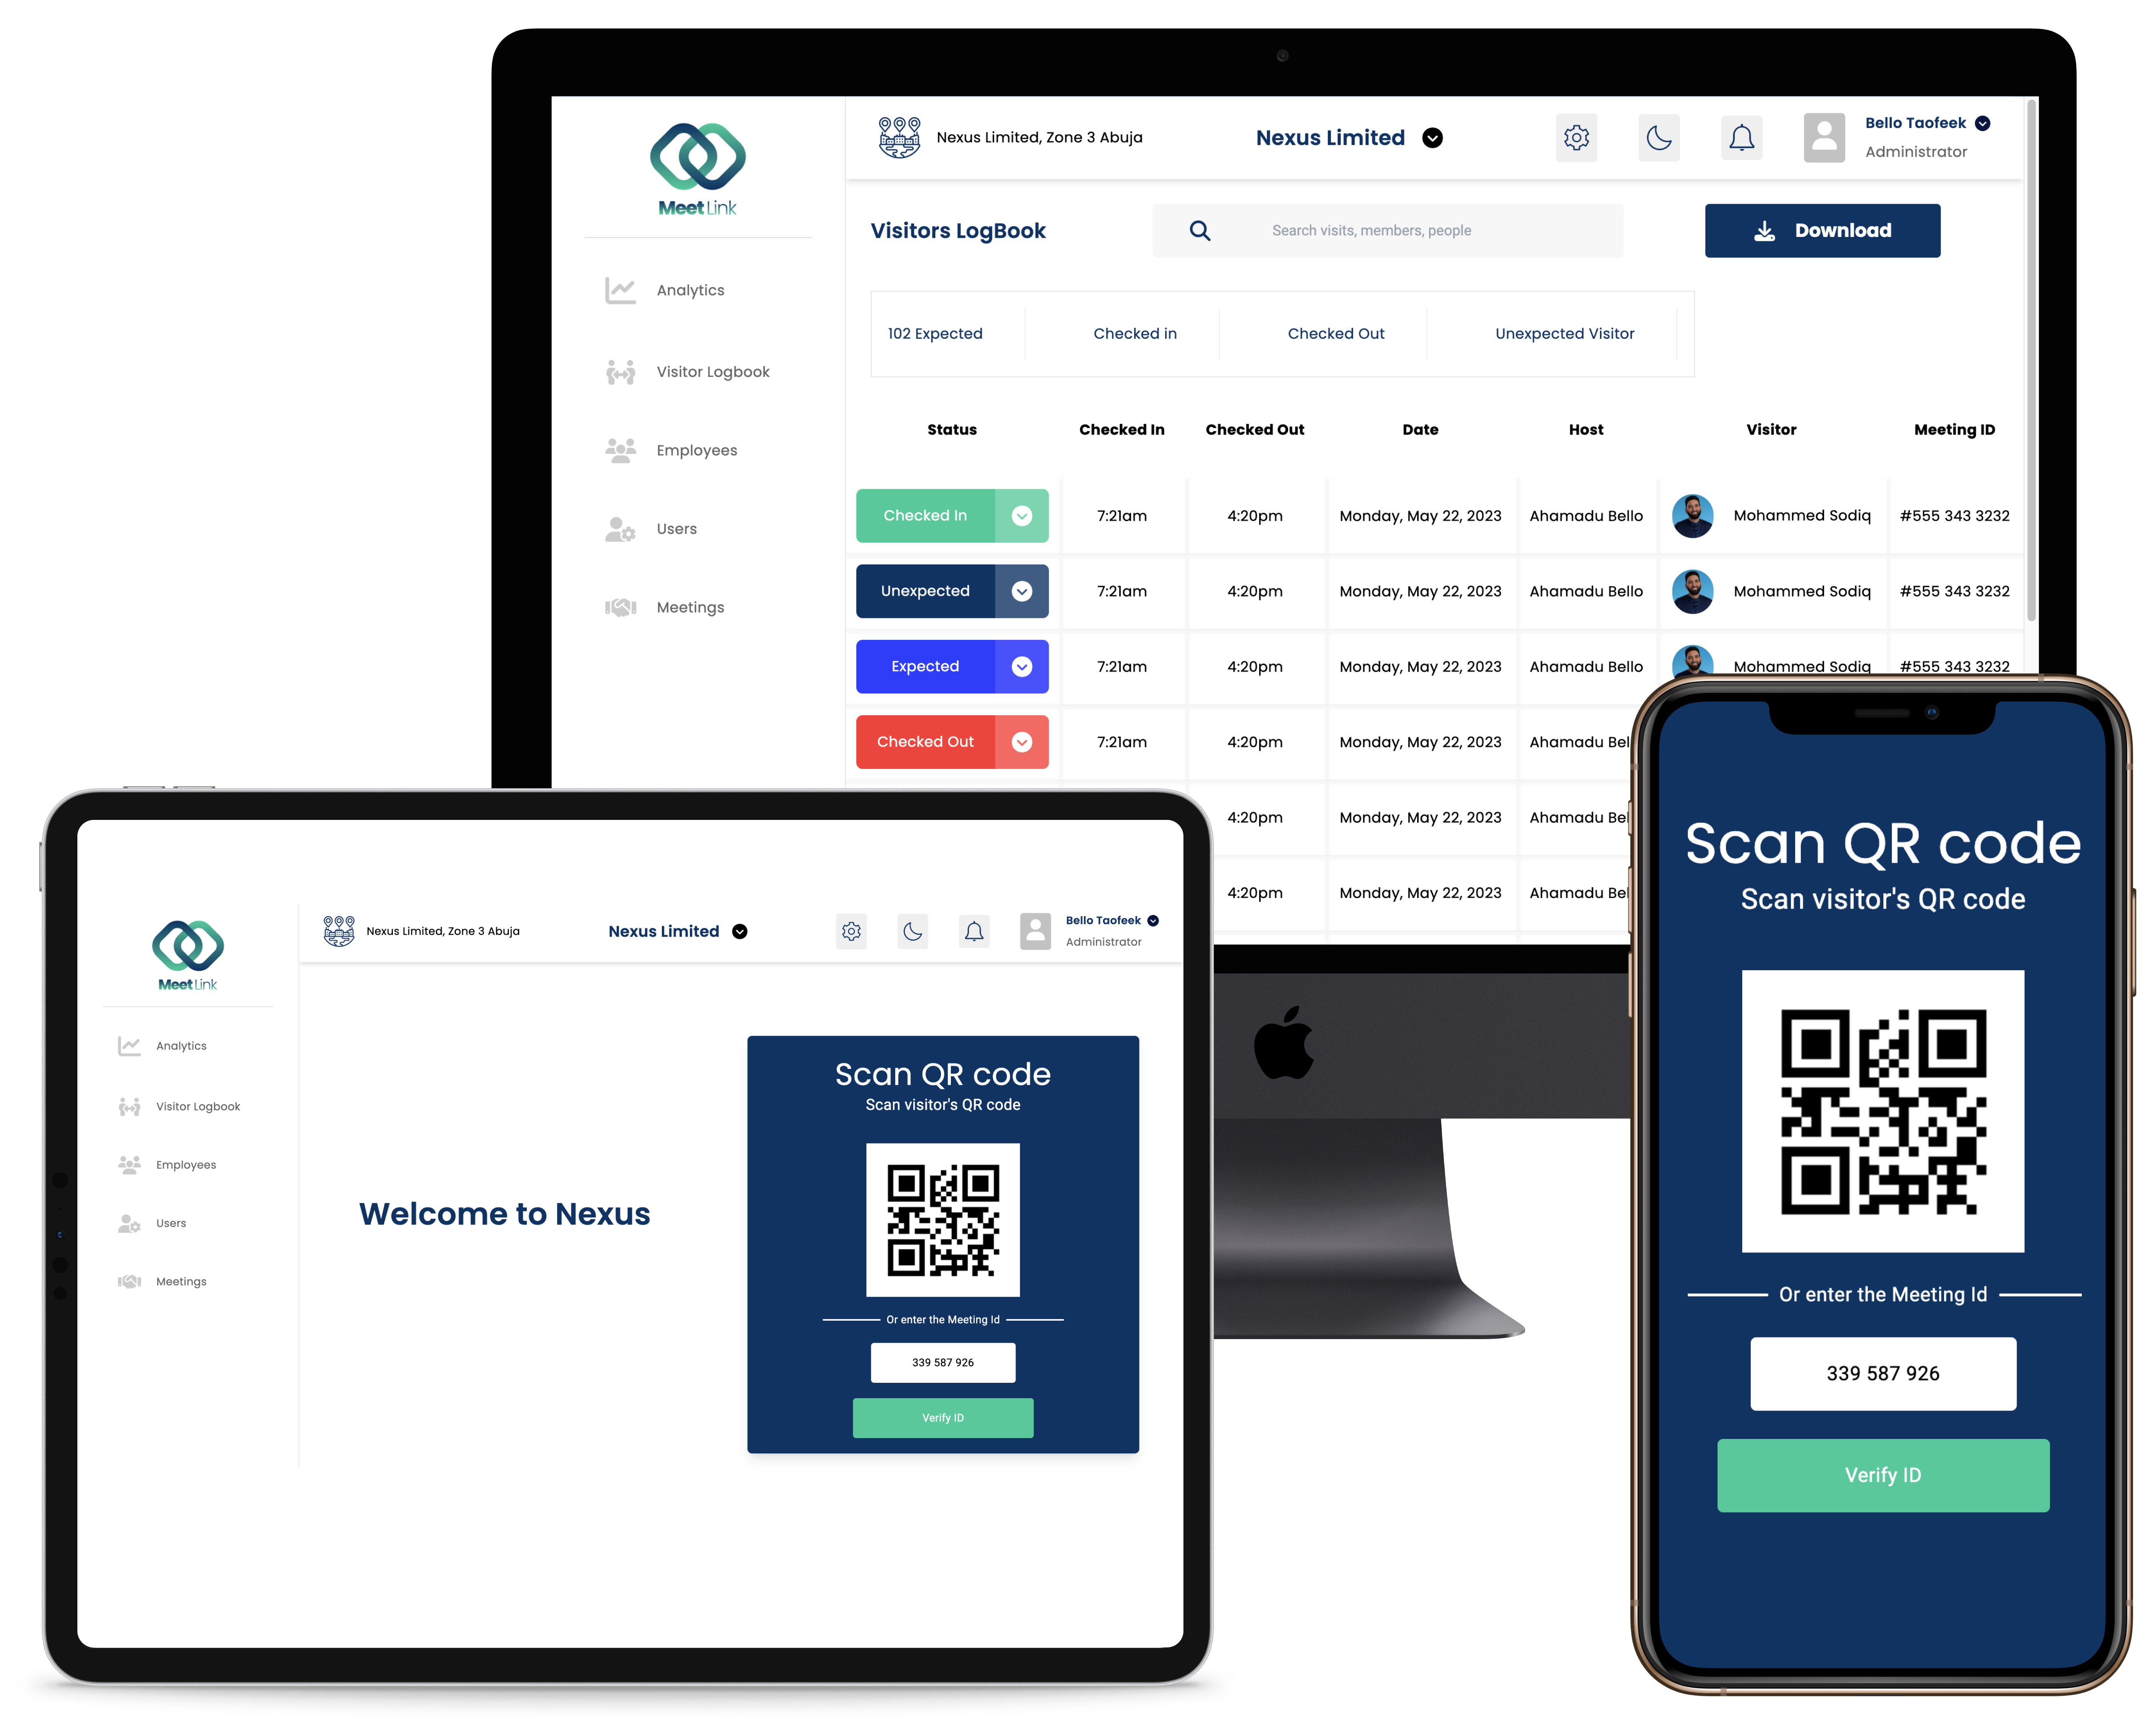 MeetLink
Analytics
Visitor Logbook
Employees
Users
Meetings
Nexus Limited, Zone 3 Abuja
Nexus Limited
Bello Taofeek
Administrator
Visitors LogBook
Search visits, members, people
Download
102 Expected Checked in Checked Out Unexpected Visitor
Status Checked In Checked Out Date Host Visitor Meeting ID
Checked In 7:21am 4:20pm Monday, May 22, 2023 Ahamadu Bello Mohammed Sodiq #555 343 3232
Unexpected 7:21am 4:20pm Monday, May 22, 2023 Ahamadu Bello Mohammed Sodiq #555 343 3232
Expected 7:21am 4:20pm Monday, May 22, 2023 Ahamadu Bello Mohammed Sodiq #555 343 3232
Checked Out 7:21am 4:20pm Monday, May 22, 2023 Ahamadu Bel
4:20pm Monday, May 22, 2023 Ahamadu Bel
4:20pm Monday, May 22, 2023 Ahamadu Bel
MeetLink
Analytics
Visitor Logbook
Employees
Users
Meetings
Nexus Limited, Zone 3 Abuja
Nexus Limited
Bello Taofeek
Administrator
Welcome to Nexus
Scan QR code
Scan visitor's QR code
Or enter the Meeting Id
339 587 926
Verify ID
Scan QR code
Scan visitor's QR code
Or enter the Meeting Id
339 587 926
Verify ID